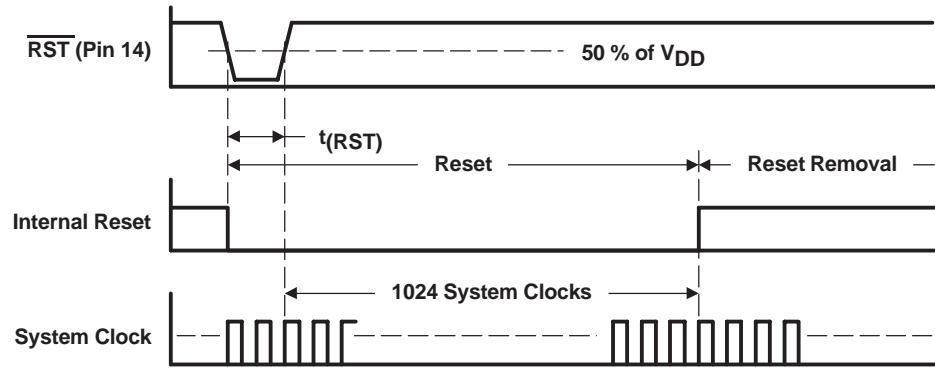 RST (Pin 14)
50 % of VDD
t(RST)
Reset
Reset Removal
Internal Reset
1024 System Clocks
System Clock